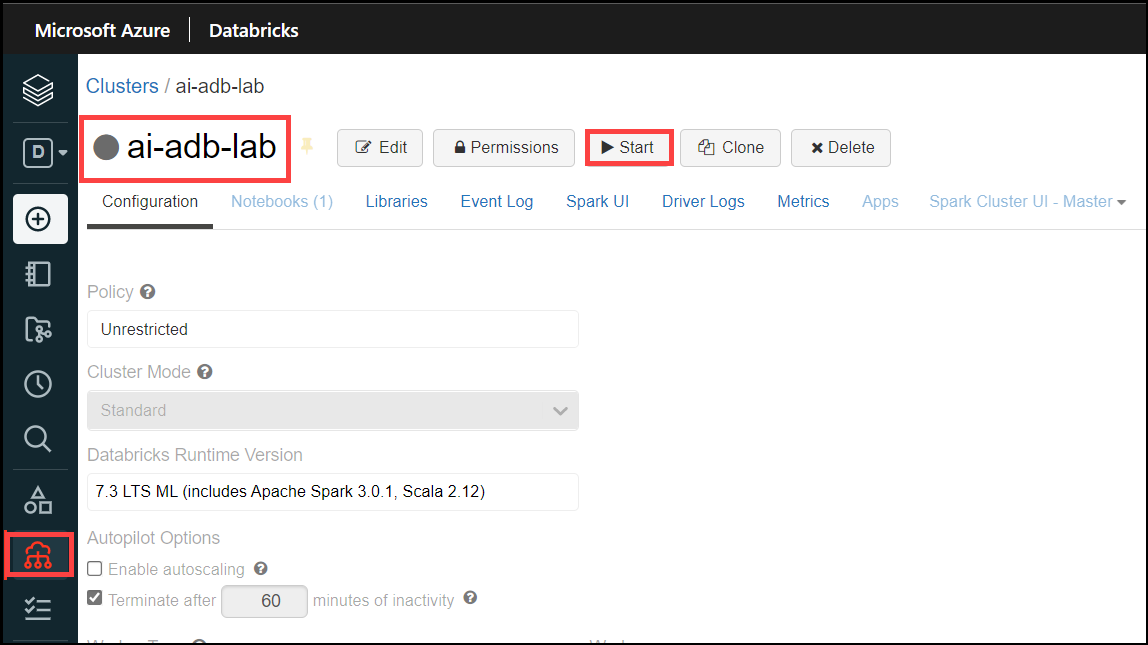 Microsoft Azure Databricks
Clusters / ai-adb-lab
D
ai-adb-lab Edit Permissions Start Clone Delete
Configuration Notebooks (1) Libraries Event Log Spark UI Driver Logs Metrics Apps Spark Cluster UI - Master
Policy ?
Unrestricted
Cluster Mode ?
Standard
Databricks Runtime Version
7.3 LTS ML (includes Apache Spark 3.0.1, Scala 2.12)
Autopilot Options
Enable autoscaling ?
Terminate after 60 minutes of inactivity ?